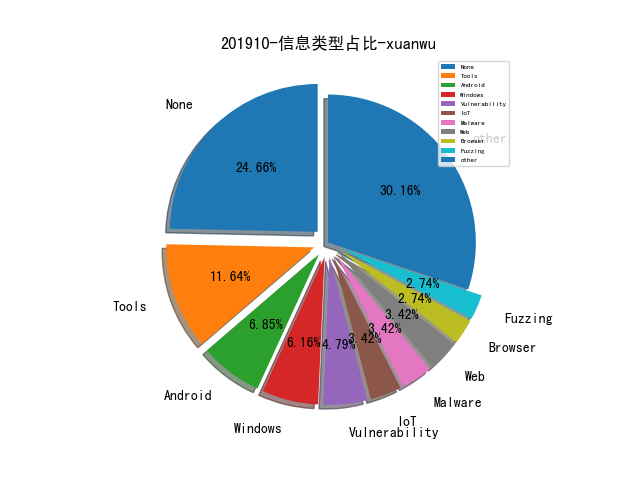 201910-信息类型占比-xuanwu
None
Tools
Android
Windows
Vulnerability
IoT
Malware
Web
Browser
Fuzzing
other
None
other
24.66%
30.16%
11.64%
2.74%
2.74%
3.42%
6.85%
3.42%
6.16%
4.79%
3.42%
Tools
Fuzzing
Browser
Web
Android
Malware
IoT
Windows
Vulnerability